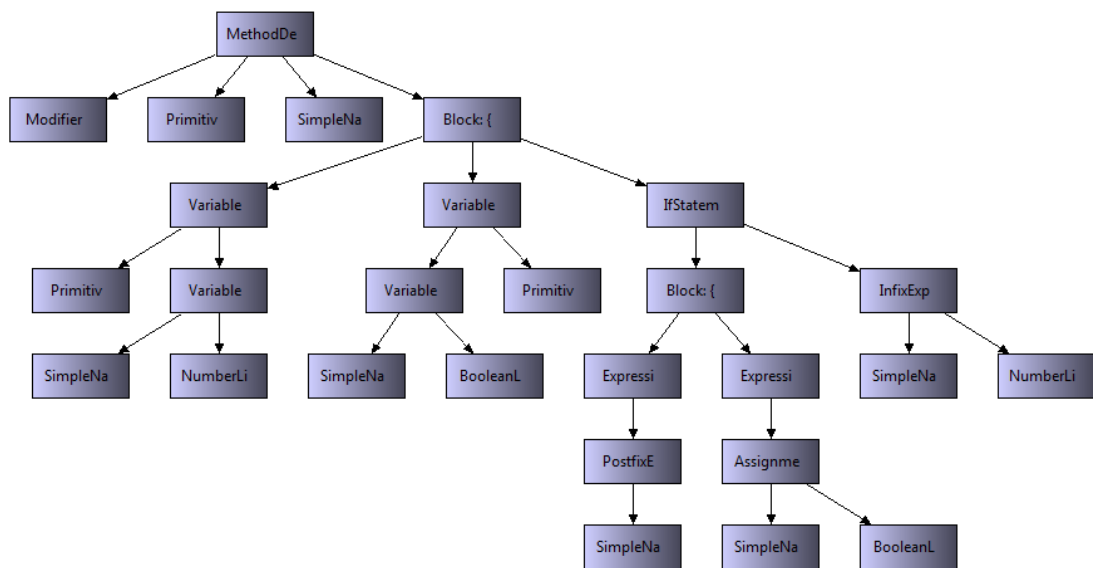 MethodDe
Modifier
Primitiv
SimpleNa
Block: {
Variable
Variable
IfStatem
Primitiv
Variable
Variable
Primitiv
Block: {
InfixExp
SimpleNa
NumberLi
SimpleNa
BooleanL
Expressi
Expressi
SimpleNa
NumberLi
PostfixE
Assignme
SimpleNa
SimpleNa
BooleanL